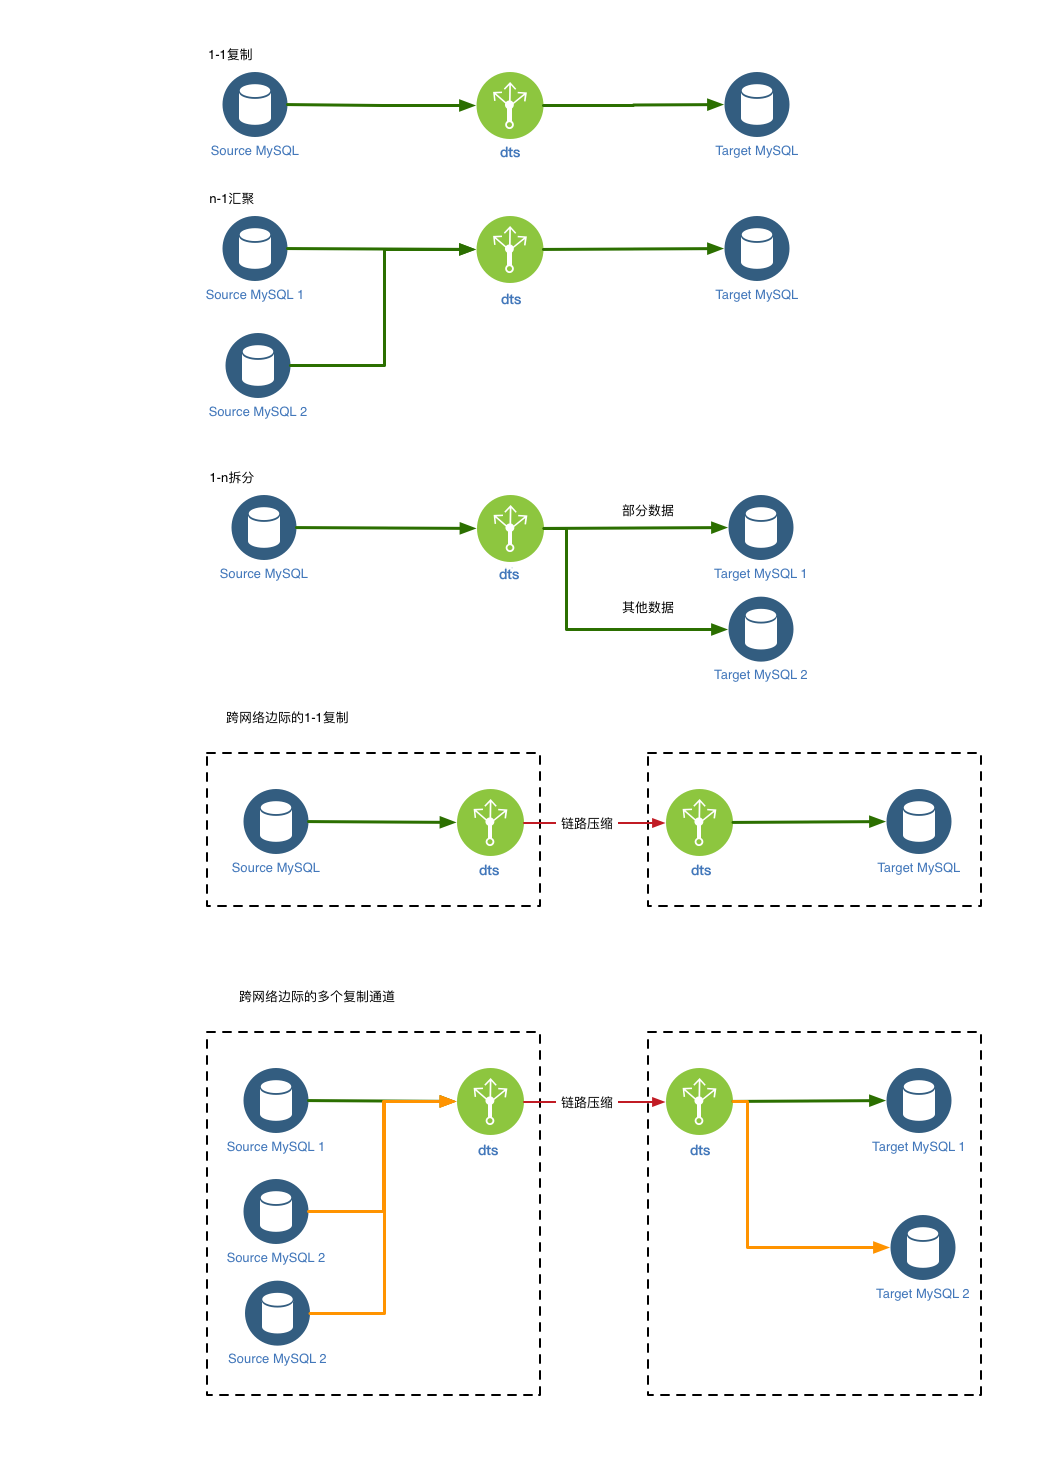 1-1复制
Source MySQL
dts
Target MySQL
n-1汇聚
Source MySQL 1
dts
Target MySQL
Source MySQL 2
1-n拆分
部分数据
Source MySQL
dts
Target MySQL 1
其他数据
Target MySQL 2
跨网络边际的1-1复制
链路压缩
Source MySQL
dts
dts
Target MySQL
跨网络边际的多个复制通道
链路压缩
Source MySQL 1
dts
dts
Target MySQL 1
Source MySQL 2
Target MySQL 2
Source MySQL 2